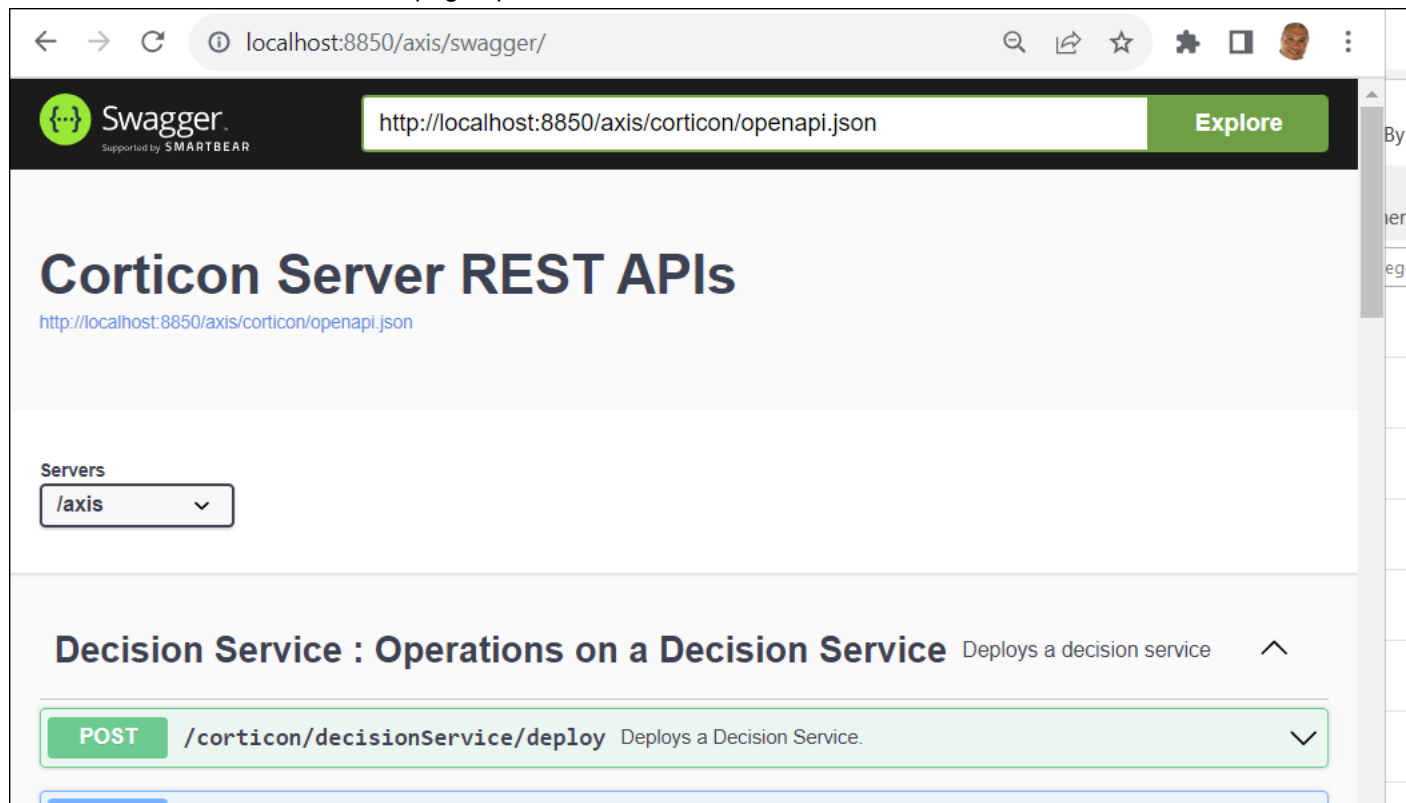 localhost:8850/axis/swagger/
Swagger
Supported by SMARTBEAR
http://localhost:8850/axis/corticon/openapi.json
Explore
By
Corticon Server REST APIs
http://localhost:8850/axis/corticon/openapi.json
Servers
/axis
Decision Service : Operations on a Decision Service Deploys a decision service
POST /corticon/decisionService/deploy Deploys a Decision Service.